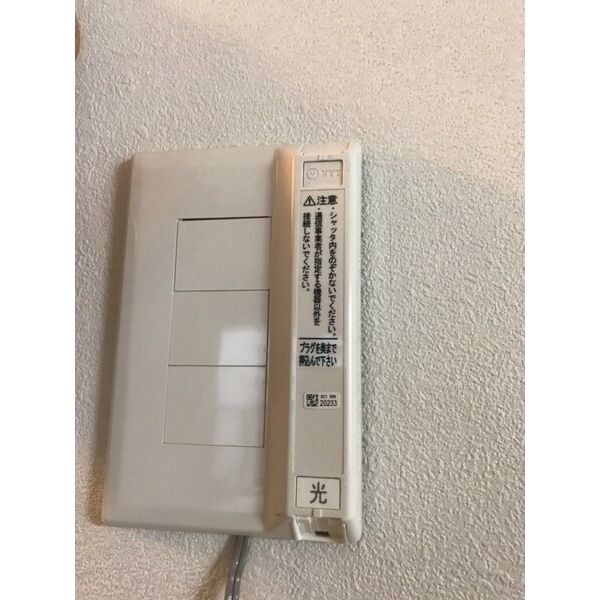 NTT
⚠注意
・シャッタ内をのぞかないでください。
・通信事業者が指定する機器以外を
接続しないでください。
プラグを奥まで
挿込んで下さい
20233
光